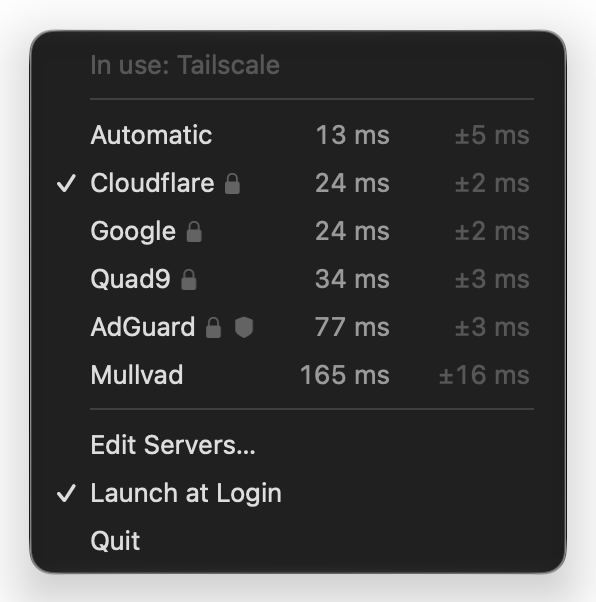 In use: Tailscale
Automatic 13 ms ±5 ms
Cloudflare 24 ms ±2 ms
Google 24 ms ±2 ms
Quad9 34 ms ±3 ms
AdGuard 77 ms ±3 ms
Mullvad 165 ms ±16 ms
Edit Servers...
Launch at Login
Quit